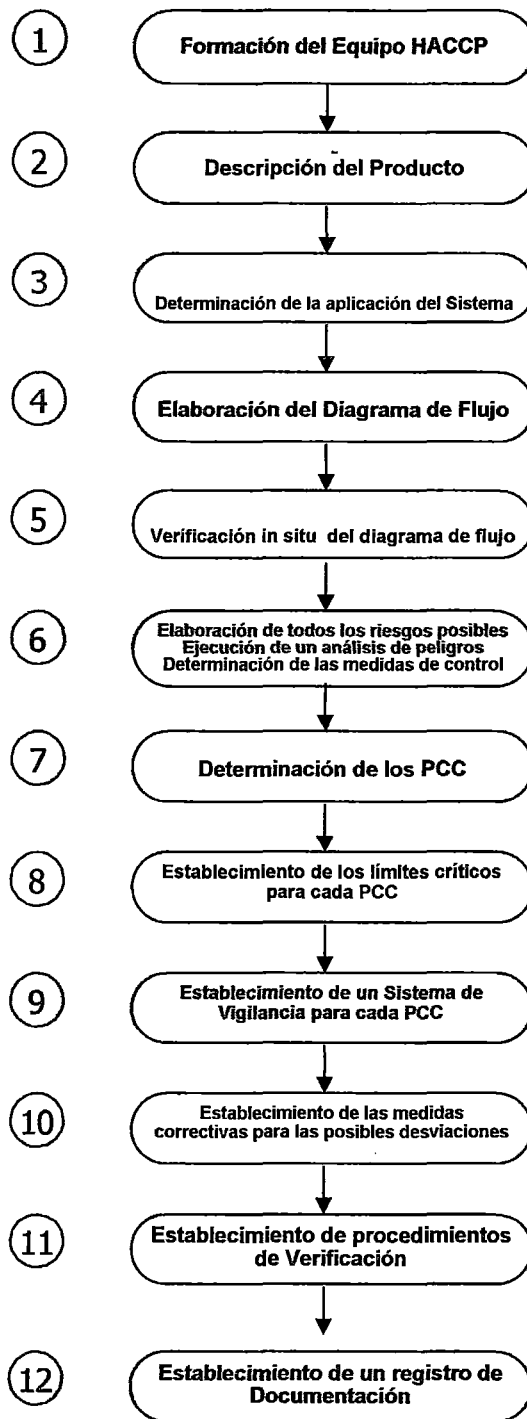 1
Formación del Equipo HACCP
2
Descripción del Producto
3
Determinación de la aplicación del Sistema
4
Elaboración del Diagrama de Flujo
5
Verificación in situ del diagrama de flujo
6
Elaboración de todos los riesgos posibles
Ejecución de un análisis de peligros
Determinación de las medidas de control
7
Determinación de los PCC
8
Establecimiento de los límites críticos
para cada PCC
9
Establecimiento de un Sistema de
Vigilancia para cada PCC
10
Establecimiento de las medidas
correctivas para las posibles desviaciones
11
Establecimiento de procedimientos
de Verificación
12
Establecimiento de un registro de
Documentación